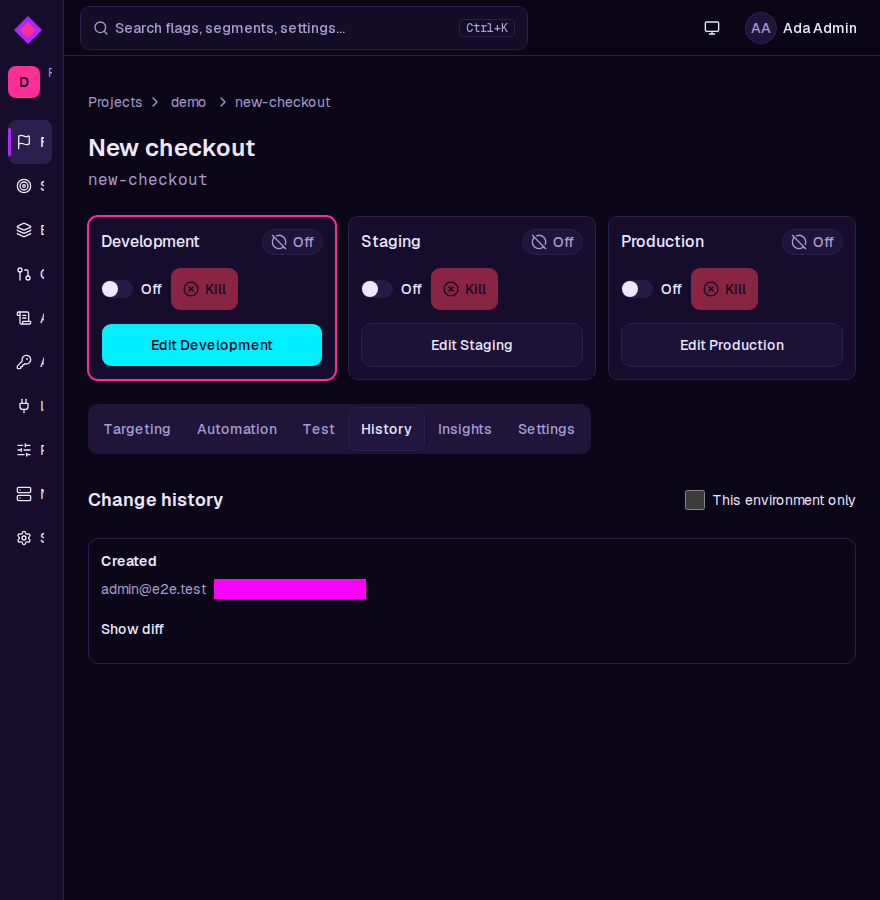 Search flags, segments, settings... Ctrl+K
AA Ada Admin
D
Projects > demo > new-checkout
New checkout
new-checkout
Development Off
Off Kill
Edit Development
Staging Off
Off Kill
Edit Staging
Production Off
Off Kill
Edit Production
Targeting Automation Test History Insights Settings
Change history
This environment only
Created
admin@e2e.test
Show diff